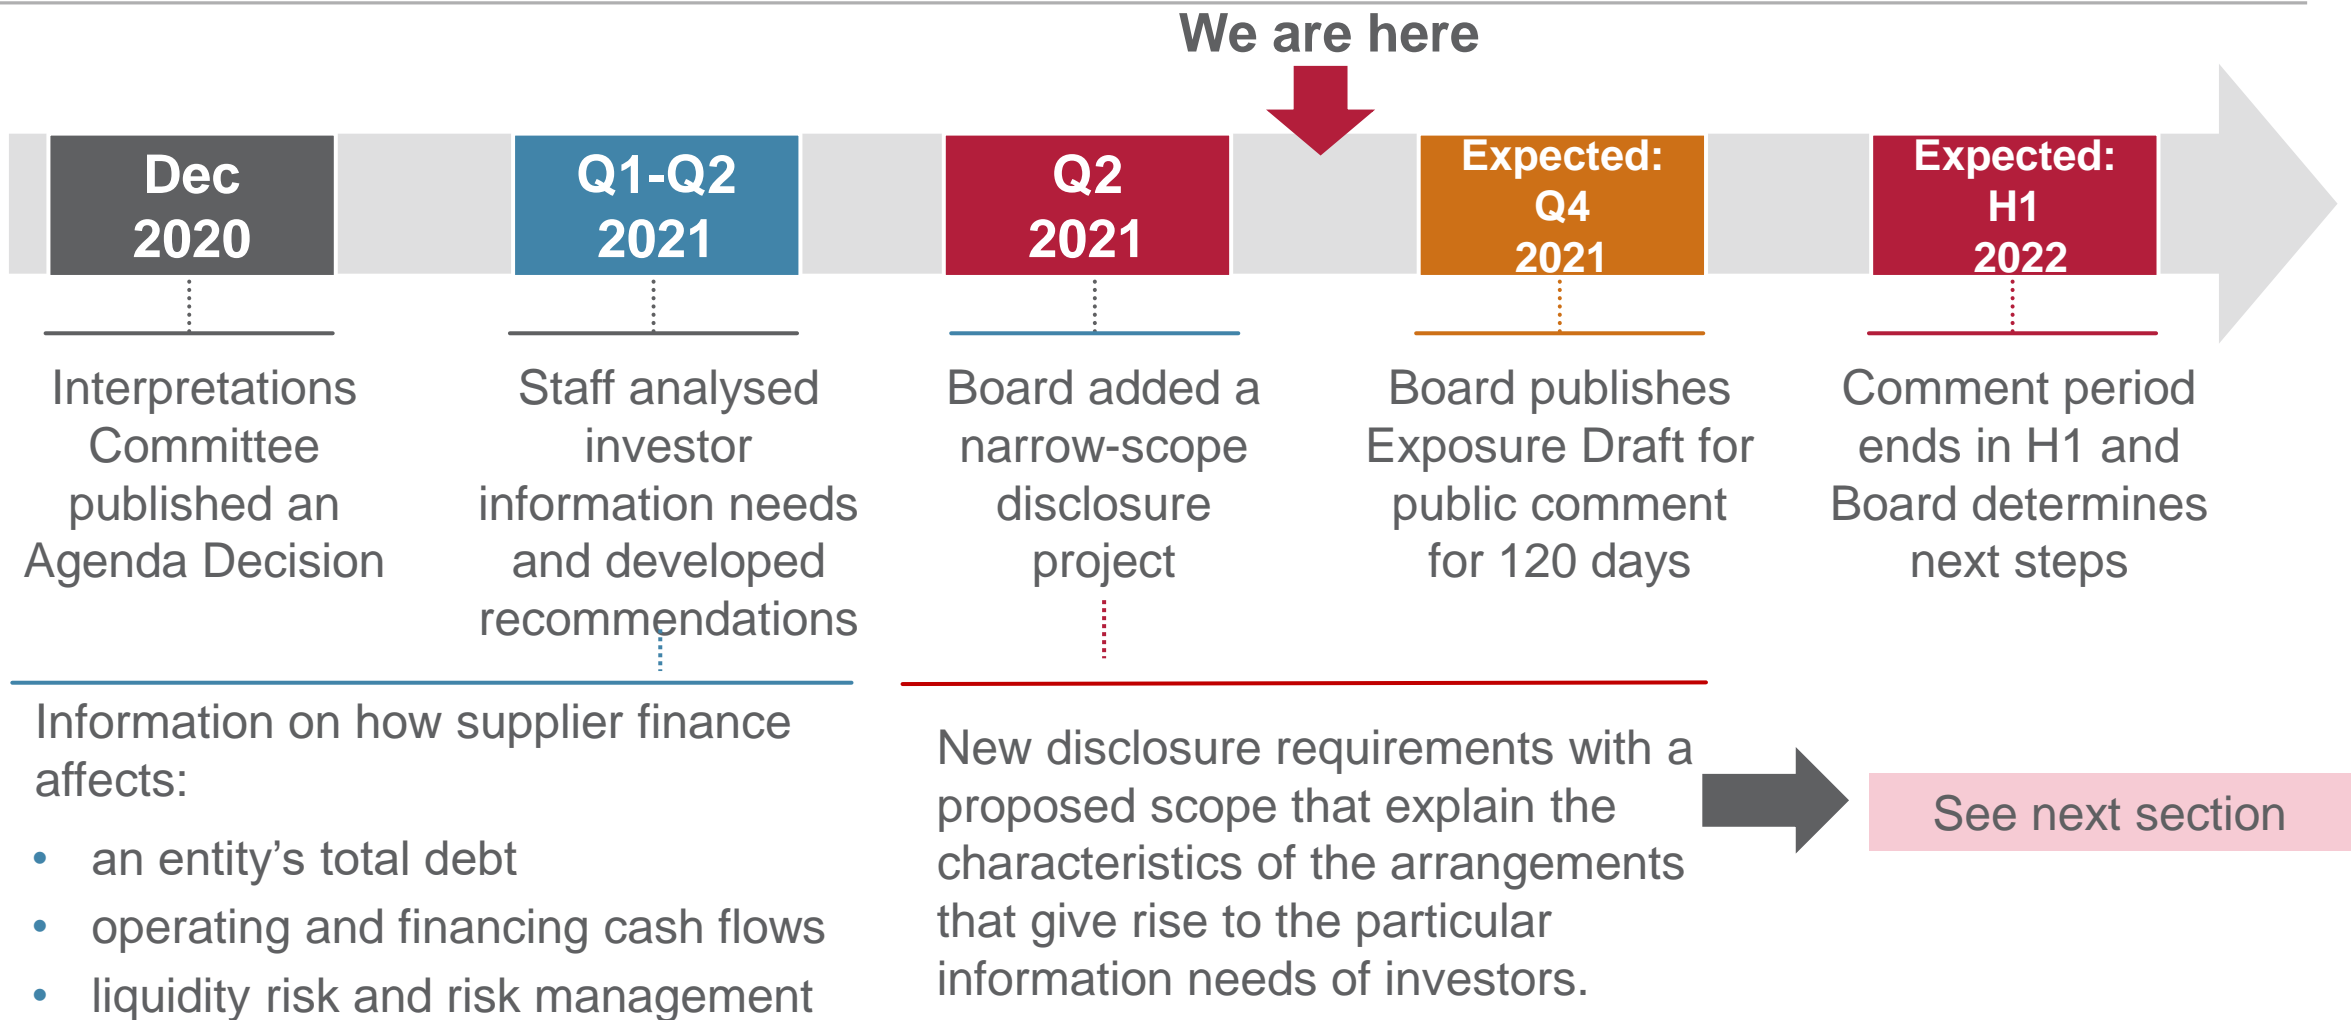 We are here
Dec
2020
Q1-Q2
2021
Q2
2021
Expected:
Q4
2021
Expected:
H1
2022
Interpretations
Committee
published an
Agenda Decision
Staff analysed
investor
information needs
and developed
recommendations
Board added a
narrow-scope
disclosure
project
Board publishes
Exposure Draft for
public comment
for 120 days
Comment period
ends in H1 and
Board determines
next steps
Information on how supplier finance
affects:
• an entity’s total debt
• operating and financing cash flows
• liquidity risk and risk management
New disclosure requirements with a
proposed scope that explain the
characteristics of the arrangements
that give rise to the particular
information needs of investors.
See next section